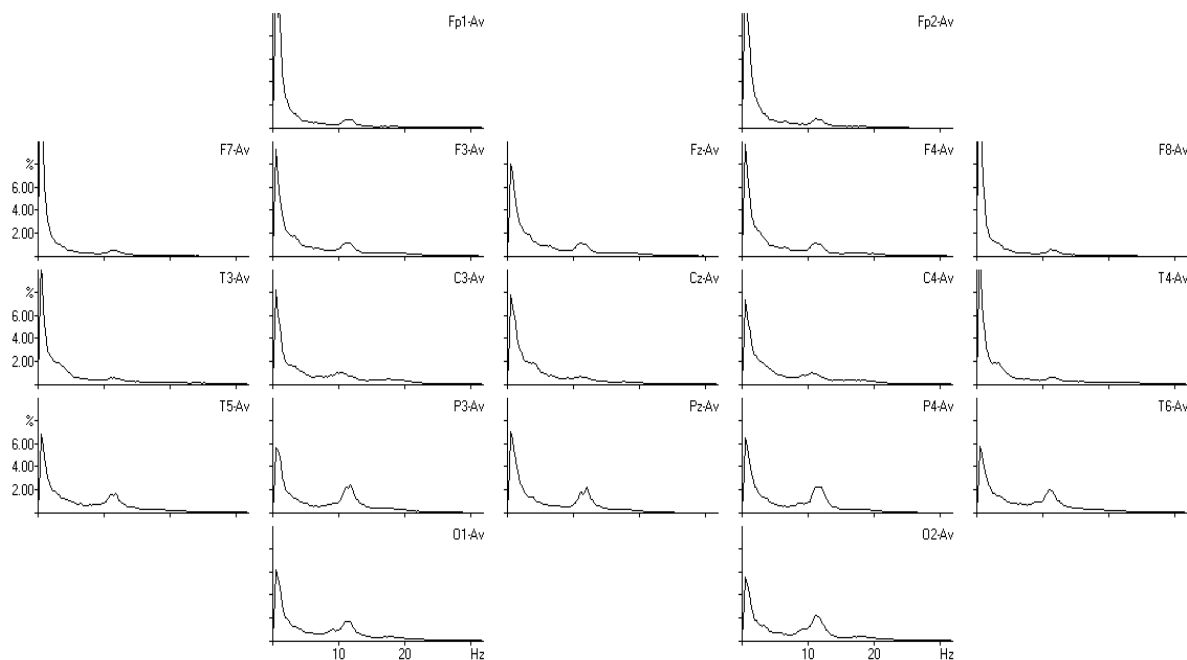 Fp1-Av Fp2-Av
F7-Av F3-Av Fz-Av F4-Av F8-Av
%
6.00
4.00
2.00
T3-Av C3-Av Cz-Av C4-Av T4-Av
%
6.00
4.00
2.00
T5-Av P3-Av Pz-Av P4-Av T6-Av
%
6.00
4.00
2.00
O1-Av O2-Av
10 20 Hz 10 20 Hz